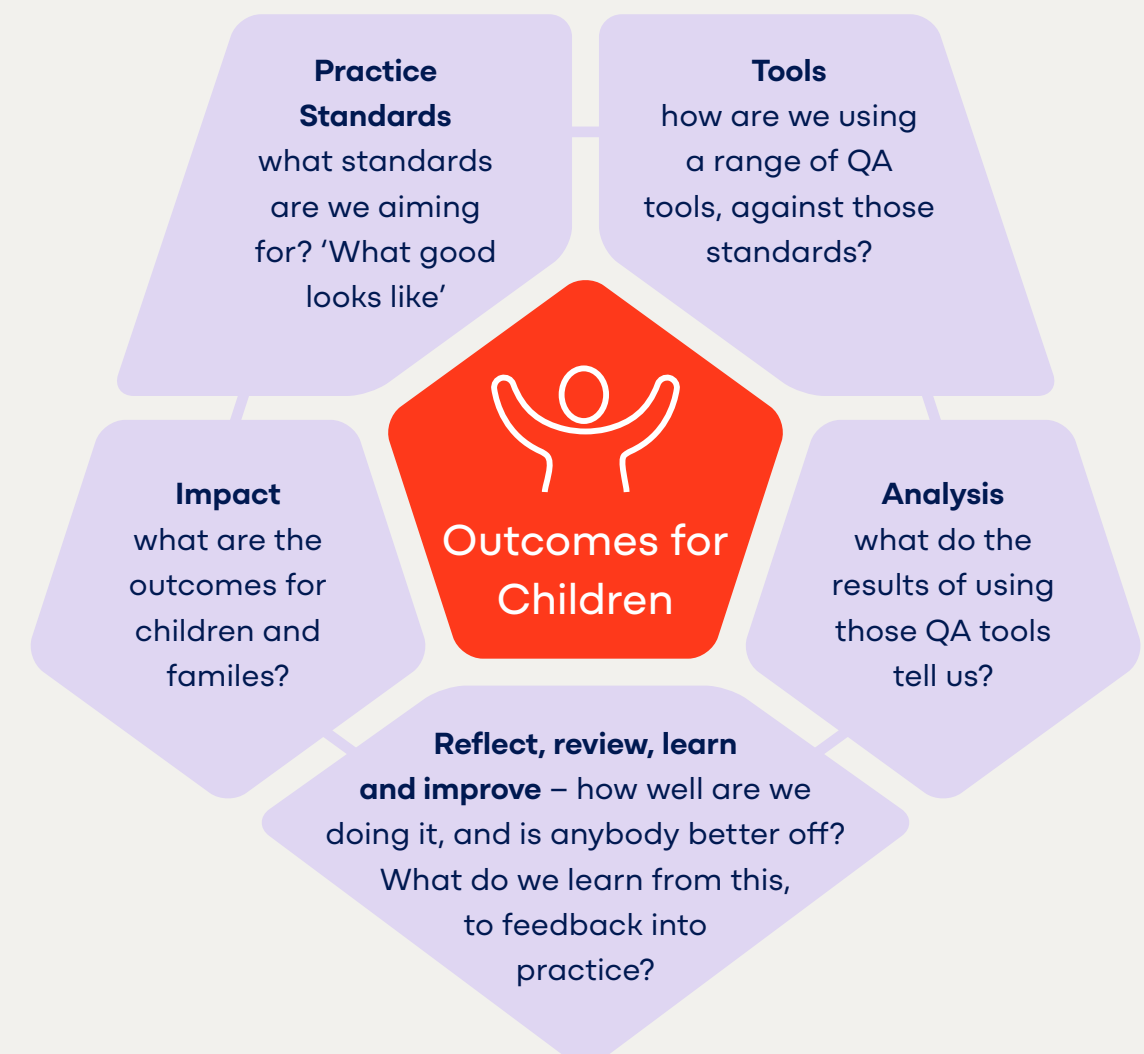 Practice
Standards
what standards
are we aiming
for? ‘What good
looks like’
Tools
how are we using
a range of QA
tools, against those
standards?
Outcomes for
Children
Impact
what are the
outcomes for
children and
familes?
Analysis
what do the
results of using
those QA tools
tell us?
Reflect, review, learn
and improve – how well are we
doing it, and is anybody better off?
What do we learn from this,
to feedback into
practice?